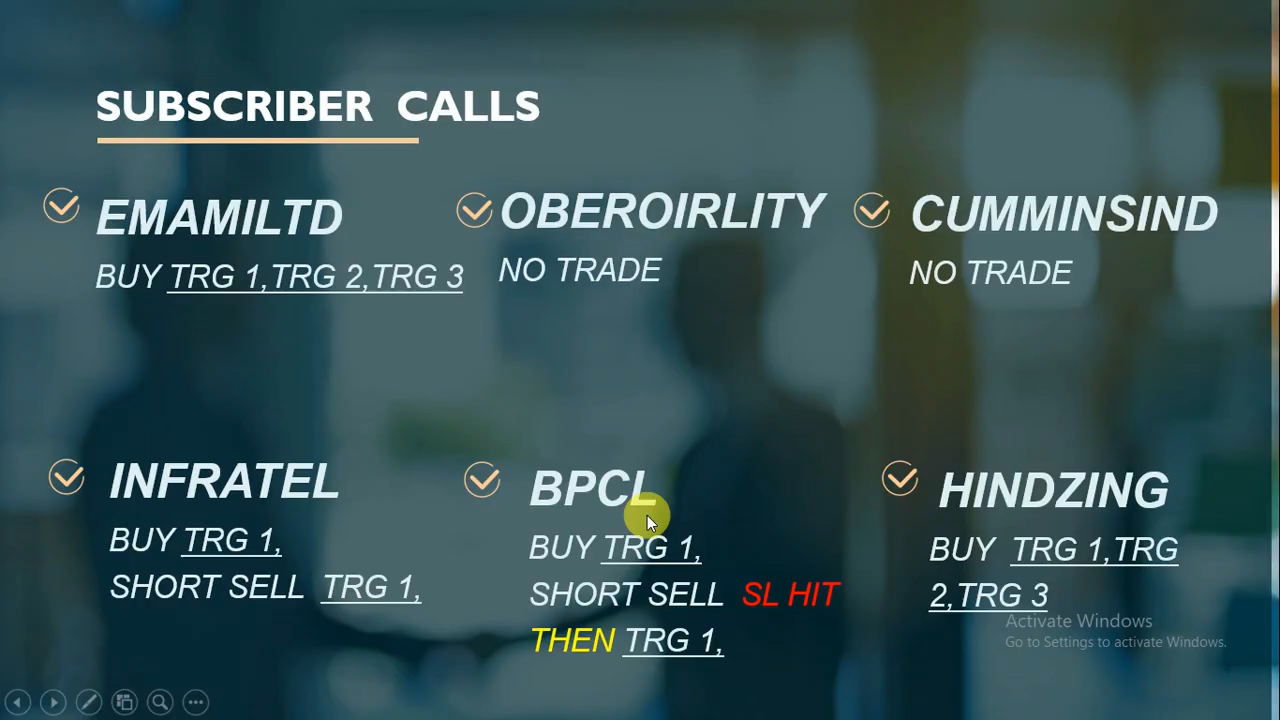 SUBSCRIBER CALLS
EMAMILTD
BUY TRG 1,TRG 2,TRG 3
OBEROIRLITY
NO TRADE
CUMMINSIND
NO TRADE
INFRATEL
BUY TRG 1,
SHORT SELL TRG 1,
BPCL
BUY TRG 1,
SHORT SELL SL HIT
THEN TRG 1,
HINDZING
BUY TRG 1,TRG
2,TRG 3
Activate Windows
Go to Settings to activate Windows.